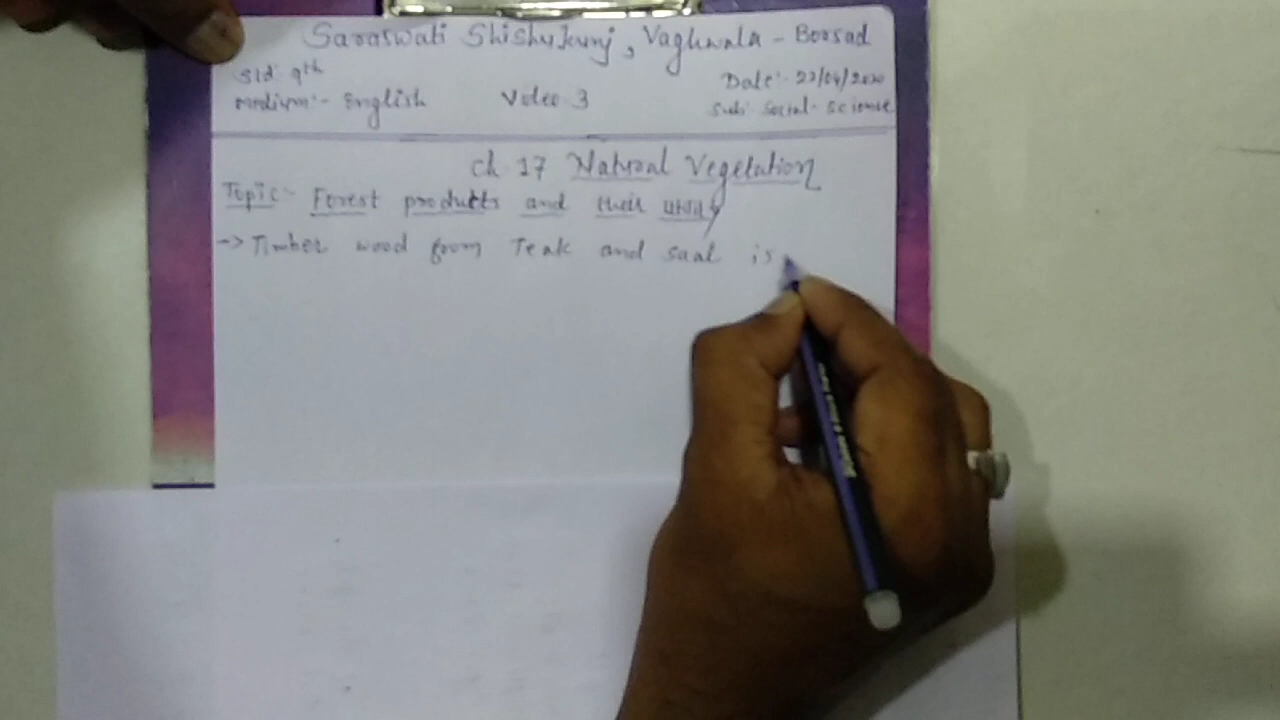 Saraswati Shishukunj, Vaghwala - Borsad
Std: 9th Date:- 22/04/2020
Medium:- English Video 3 Sub: Social- Science
Ch 17 Natural Vegetation
Topic:- Forest products and their utility
-> Timber wood from Teak and saal is